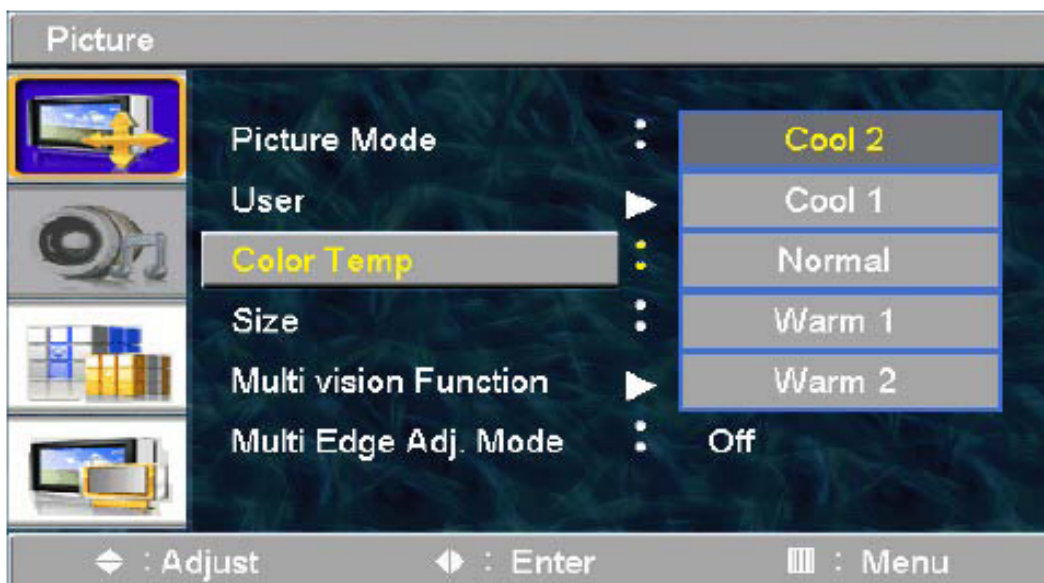 Picture
Picture Mode : Cool 2
User ▶ Cool 1
Color Temp : Normal
Size : Warm 1
Multi vision Function ▶ Warm 2
Multi Edge Adj. Mode : Off
: Adjust : Enter : Menu